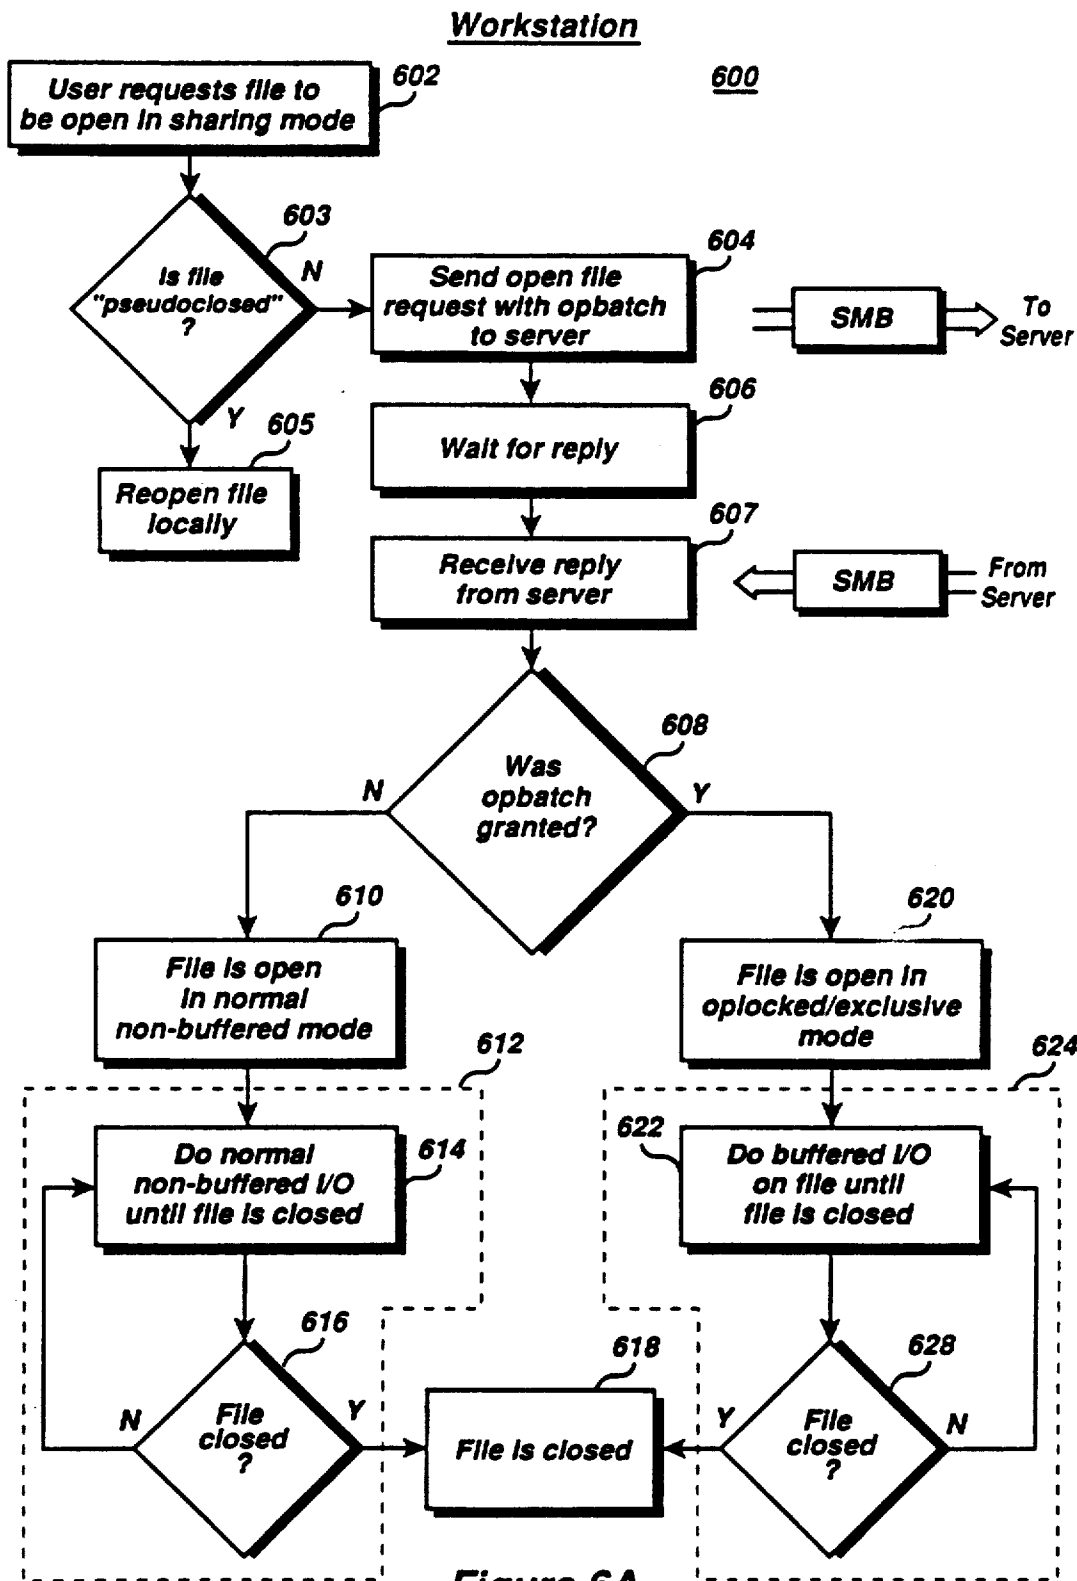 Workstation
600
User requests file to
be open in sharing mode
602
Is file
"pseudoclosed"
?
603
N
Y
Send open file
request with opbatch
to server
604
SMB
To
Server
605
Reopen file
locally
Wait for reply
606
Receive reply
from server
607
SMB
From
Server
Was
opbatch
granted?
608
N
Y
610
File is open
in normal
non-buffered mode
620
File is open in
oplocked/exclusive
mode
612
624
Do normal
non-buffered I/O
until file is closed
614
622
Do buffered I/O
on file until
file is closed
File
closed
?
616
N
Y
618
File is closed
File
closed
?
628
Y
N
Figure 6A